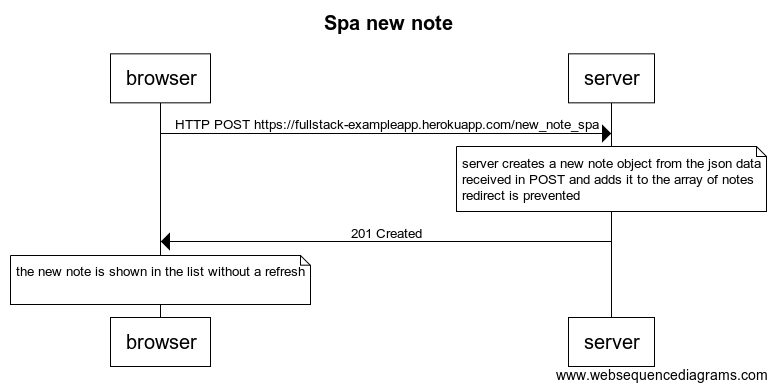 Spa new note
browser
server
HTTP POST https://fullstack-exampleapp.herokuapp.com/new_note_spa
server creates a new note object from the json data
received in POST and adds it to the array of notes
redirect is prevented
201 Created
the new note is shown in the list without a refresh
browser
server
www.websequencediagrams.com